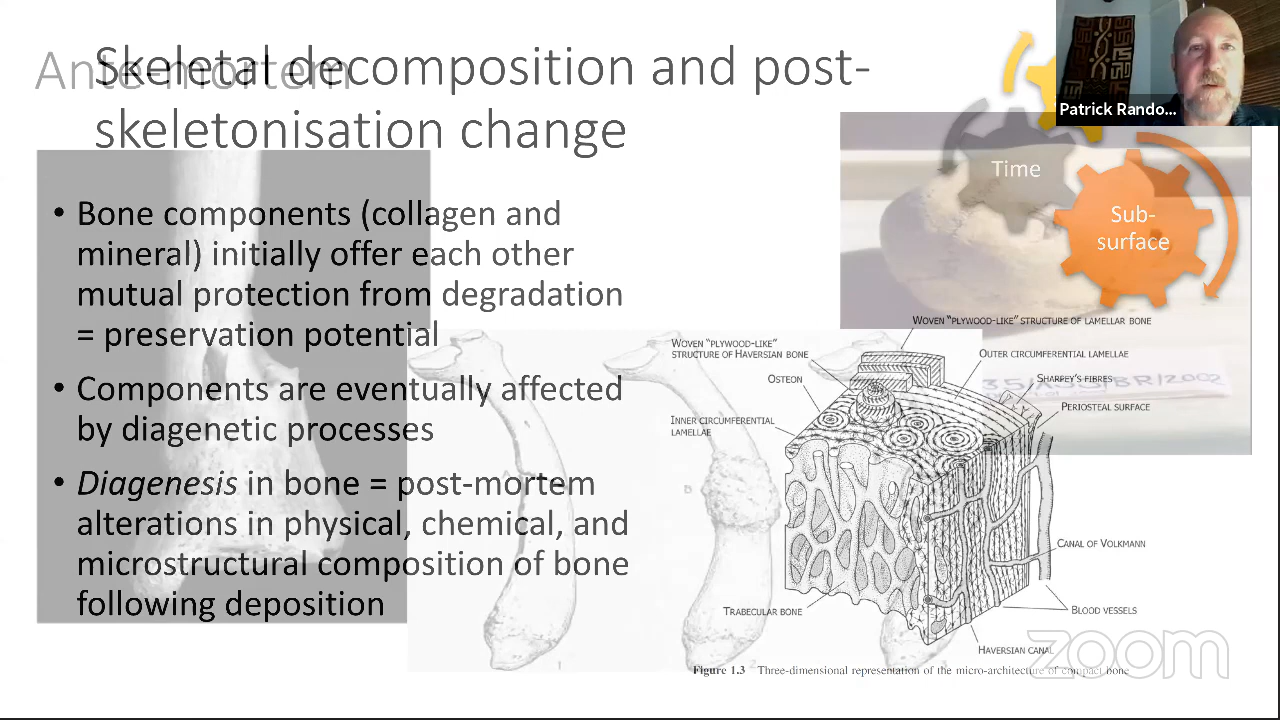 Ante-mortem
Skeletal decomposition and post-
skeletonisation change
Patrick Rando...
Time
Sub-
surface
• Bone components (collagen and
mineral) initially offer each other
mutual protection from degradation
= preservation potential
• Components are eventually affected
by diagenetic processes
• Diagenesis in bone = post-mortem
alterations in physical, chemical, and
microstructural composition of bone
following deposition
WOVEN "PLYWOOD-LIKE" STRUCTURE OF LAMELLAR BONE
WOVEN "PLYWOOD-LIKE"
STRUCTURE OF HAVERSIAN BONE
OUTER CIRCUMFERENTIAL LAMELLAE
OSTEON
SHARPEY'S FIBRES
PERIOSTEAL SURFACE
INNER CIRCUMFERENTIAL
LAMELLAE
CANAL OF VOLKMANN
TRABECULAR BONE
BLOOD VESSELS
HAVERSIAN CANAL
Figure 1.3 Three-dimensional representation of the micro-architecture of compact bone
zoom